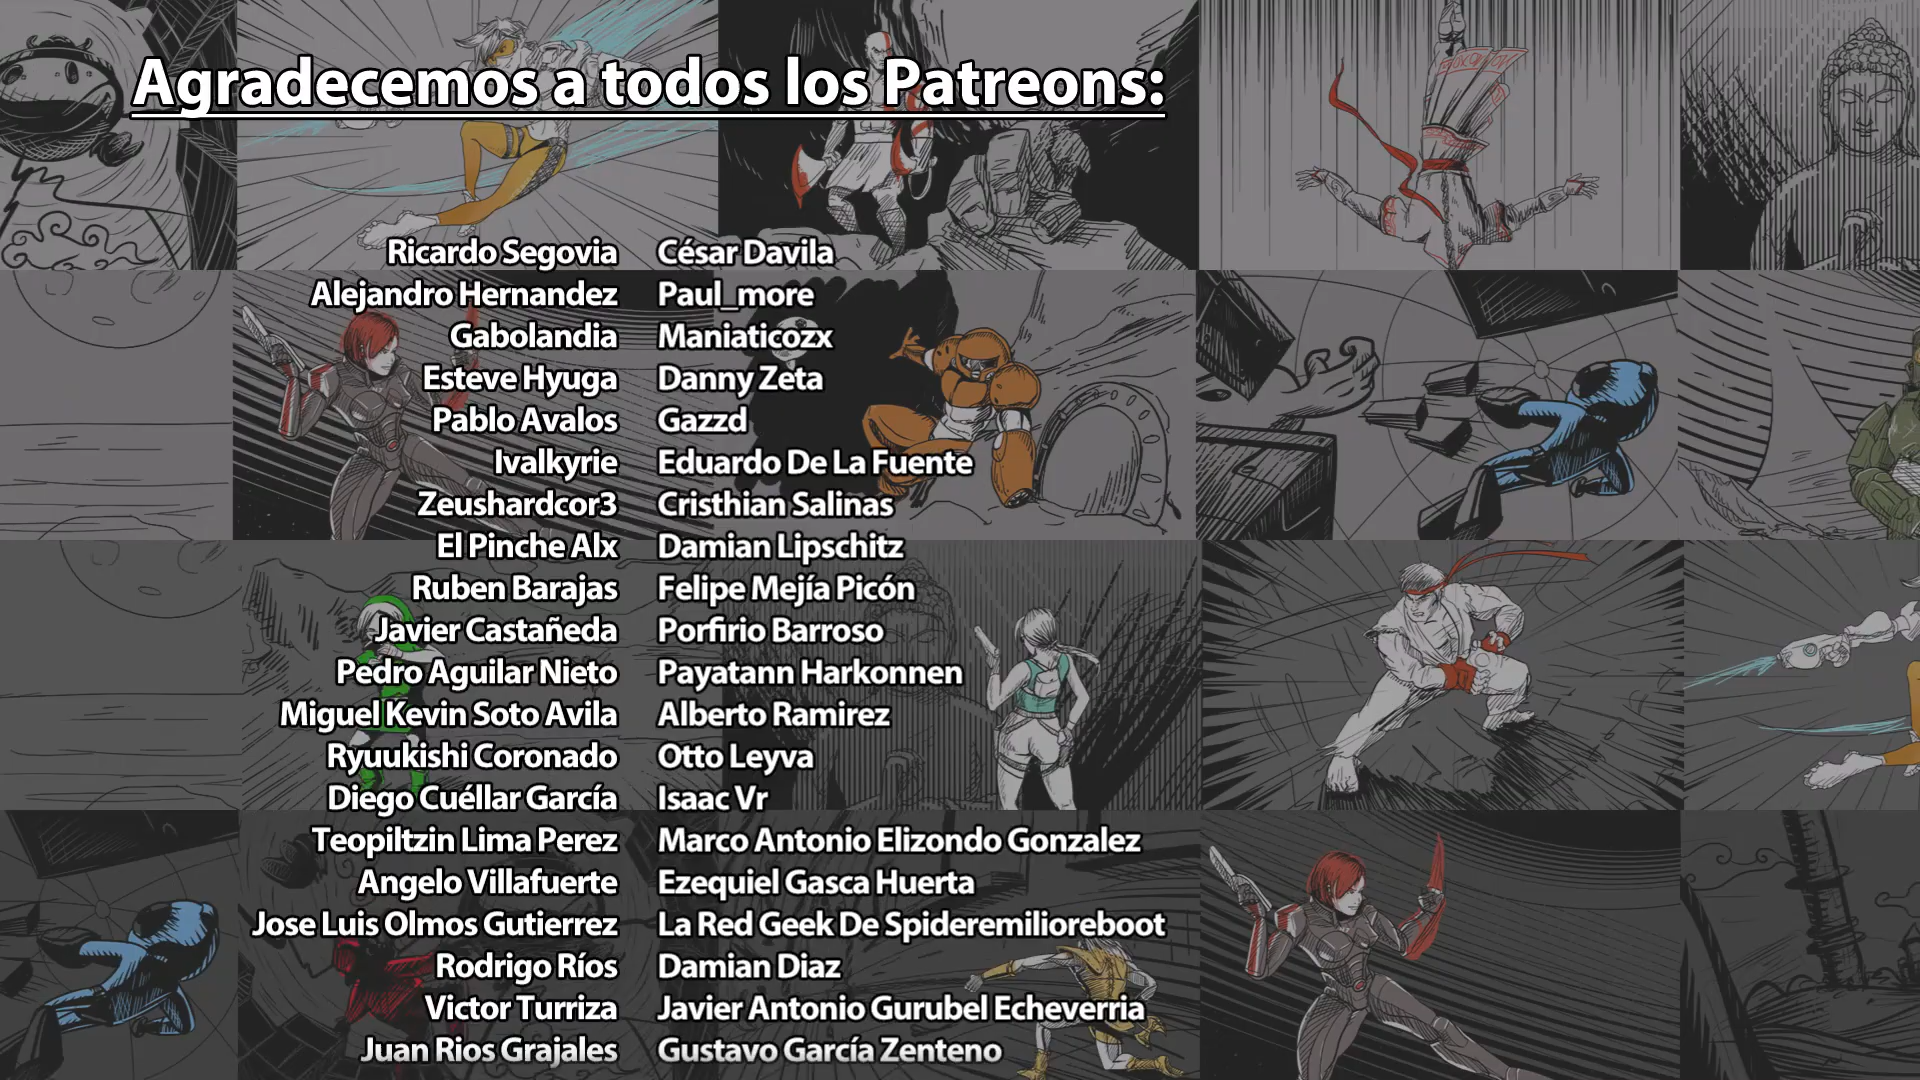 Agradecemos a todos los Patreons:
Ricardo Segovia César Davila
Alejandro Hernandez Paul_more
Gabolandia Maniaticozx
Esteve Hyuga Danny Zeta
Pablo Avalos Gazzd
Ivalkyrie Eduardo De La Fuente
Zeushardcor3 Cristhian Salinas
El Pinche Alx Damian Lipschitz
Ruben Barajas Felipe Mejía Picón
Javier Castañeda Porfirio Barroso
Pedro Aguilar Nieto Payatann Harkonnen
Miguel Kevin Soto Avila Alberto Ramirez
Ryuukishi Coronado Otto Leyva
Diego Cuéllar García Isaac Vr
Teopiltzin Lima Perez Marco Antonio Elizondo Gonzalez
Angelo Villafuerte Ezequiel Gasca Huerta
Jose Luis Olmos Gutierrez La Red Geek De Spideremilioreboot
Rodrigo Ríos Damian Diaz
Victor Turriza Javier Antonio Gurubel Echeverria
Juan Rios Grajales Gustavo García Zenteno